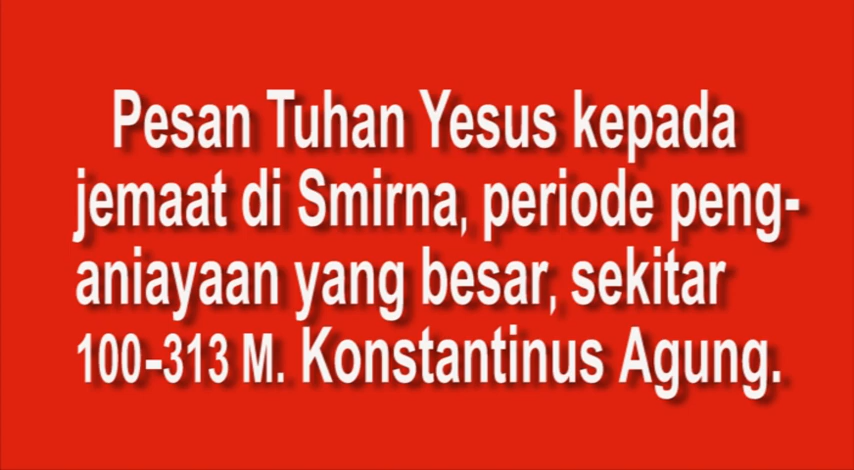 Pesan Tuhan Yesus kepada
jemaat di Smirna, periode peng-
aniayaan yang besar, sekitar
100-313 M. Konstantinus Agung.